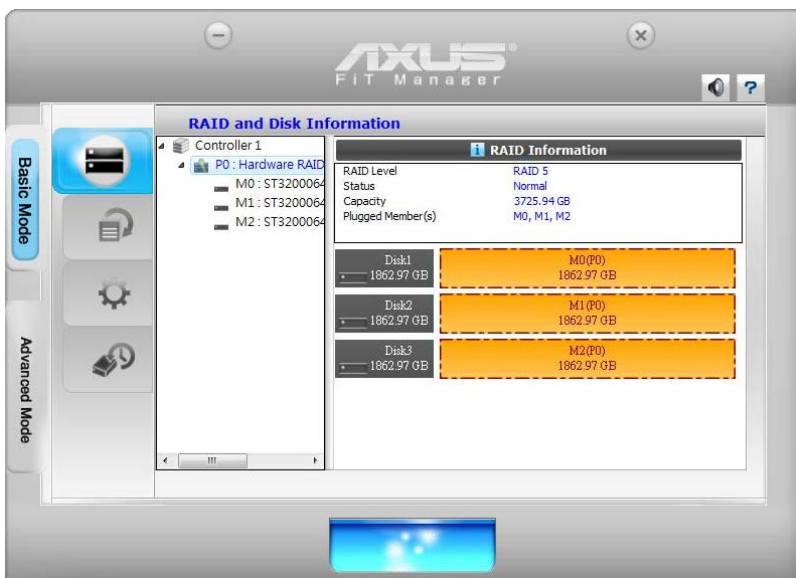 AXUS
FiT Manager
?
RAID and Disk Information
Basic Mode
Advanced Mode
Controller 1
P0 : Hardware RAID
M0 : ST3200064
M1 : ST3200064
M2 : ST3200064
RAID Information
RAID Level RAID 5
Status Normal
Capacity 3725.94 GB
Plugged Member(s) M0, M1, M2
Disk1 M0(P0)
1862.97 GB 1862.97 GB
Disk2 M1(P0)
1862.97 GB 1862.97 GB
Disk3 M2(P0)
1862.97 GB 1862.97 GB